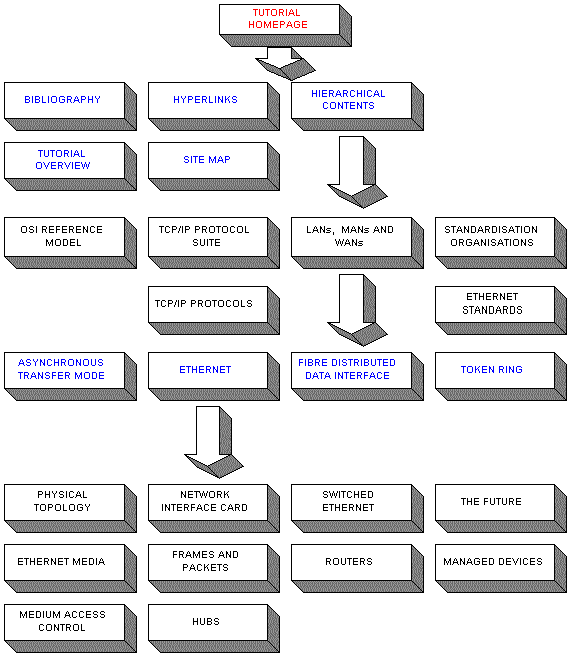 TUTORIAL
HOMEPAGE
BIBLIOGRAPHY
HYPERLINKS
HIERARCHICAL
CONTENTS
TUTORIAL
OVERVIEW
SITE MAP
OSI REFERENCE
MODEL
TCP/IP PROTOCOL
SUITE
LANs, MANs and
WANs
STANDARDISATION
ORGANISATIONS
TCP/IP PROTOCOLS
ETHERNET
STANDARDS
ASYNCHRONOUS
TRANSFER MODE
ETHERNET
FIBRE DISTRIBUTED
DATA INTERFACE
TOKEN RING
PHYSICAL
TOPOLOGY
NETWORK
INTERFACE CARD
SWITCHED
ETHERNET
THE FUTURE
ETHERNET MEDIA
FRAMES AND
PACKETS
ROUTERS
MANAGED DEVICES
MEDIUM ACCESS
CONTROL
HUBS